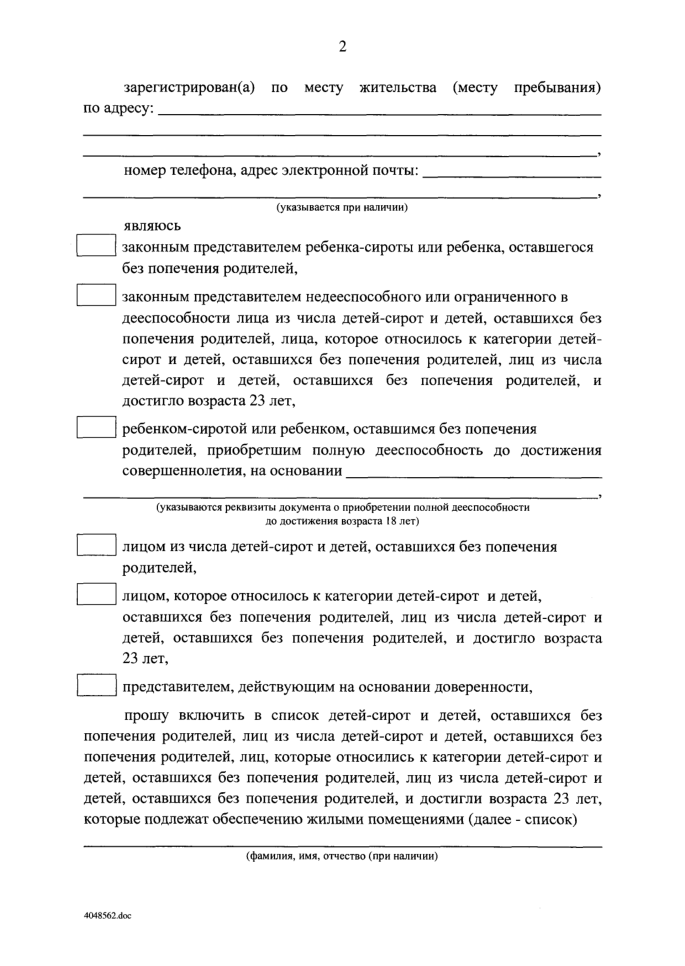 2
зарегистрирован(а) по месту жительства (месту пребывания)
по адресу:
,
номер телефона, адрес электронной почты:
,
(указывается при наличии)
являюсь
законным представителем ребенка-сироты или ребенка, оставшегося
без попечения родителей,
законным представителем недееспособного или ограниченного в
дееспособности лица из числа детей-сирот и детей, оставшихся без
попечения родителей, лица, которое относилось к категории детей-
сирот и детей, оставшихся без попечения родителей, лиц из числа
детей-сирот и детей, оставшихся без попечения родителей, и
достигло возраста 23 лет,
ребенком-сиротой или ребенком, оставшимся без попечения
родителей, приобретшим полную дееспособность до достижения
совершеннолетия, на основании
,
(указываются реквизиты документа о приобретении полной дееспособности
до достижения возраста 18 лет)
лицом из числа детей-сирот и детей, оставшихся без попечения
родителей,
лицом, которое относилось к категории детей-сирот и детей,
оставшихся без попечения родителей, лиц из числа детей-сирот и
детей, оставшихся без попечения родителей, и достигло возраста
23 лет,
представителем, действующим на основании доверенности,
прошу включить в список детей-сирот и детей, оставшихся без
попечения родителей, лиц из числа детей-сирот и детей, оставшихся без
попечения родителей, лиц, которые относились к категории детей-сирот и
детей, оставшихся без попечения родителей, лиц из числа детей-сирот и
детей, оставшихся без попечения родителей, и достигли возраста 23 лет,
которые подлежат обеспечению жилыми помещениями (далее - список)
(фамилия, имя, отчество (при наличии)
4048562.doc